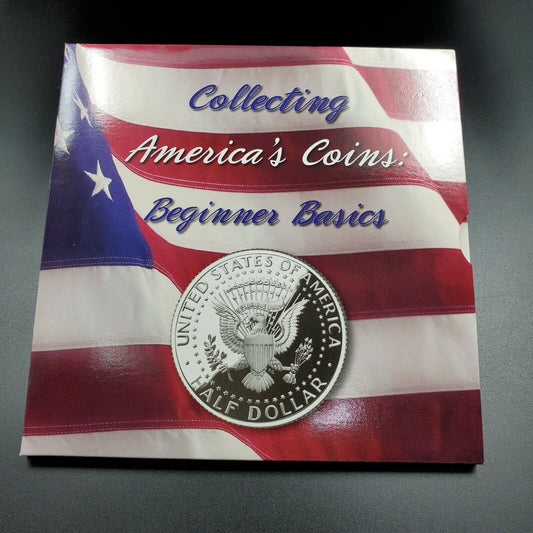 Collecting
America's Coins:
Beginner Basics
UNITED STATES OF AMERICA
HALF DOLLAR